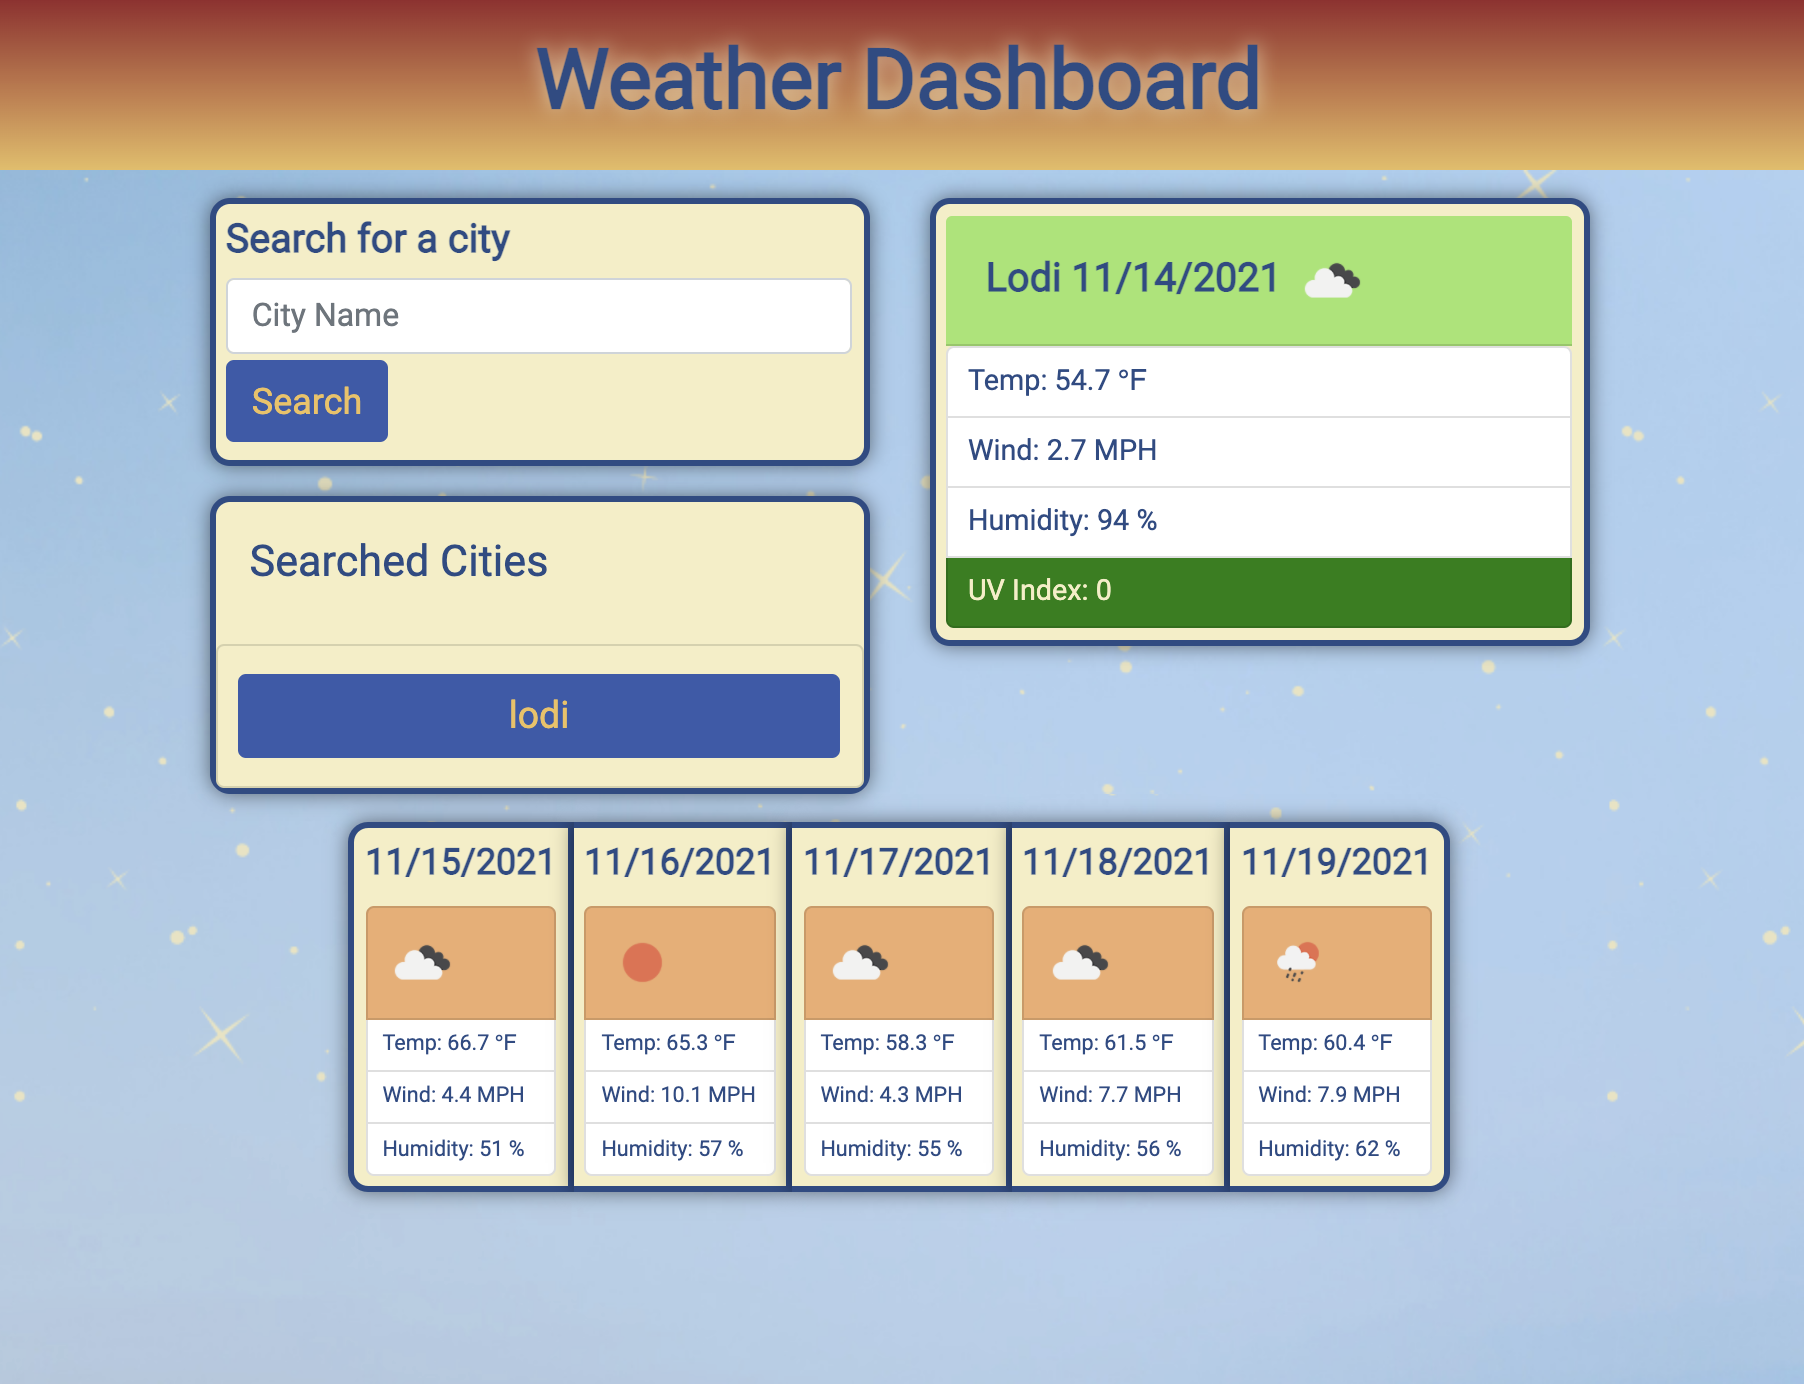 Weather Dashboard
Search for a city
City Name
Search
Searched Cities
lodi
Lodi 11/14/2021
Temp: 54.7 °F
Wind: 2.7 MPH
Humidity: 94 %
UV Index: 0
11/15/2021
Temp: 66.7 °F
Wind: 4.4 MPH
Humidity: 51 %
11/16/2021
Temp: 65.3 °F
Wind: 10.1 MPH
Humidity: 57 %
11/17/2021
Temp: 58.3 °F
Wind: 4.3 MPH
Humidity: 55 %
11/18/2021
Temp: 61.5 °F
Wind: 7.7 MPH
Humidity: 56 %
11/19/2021
Temp: 60.4 °F
Wind: 7.9 MPH
Humidity: 62 %